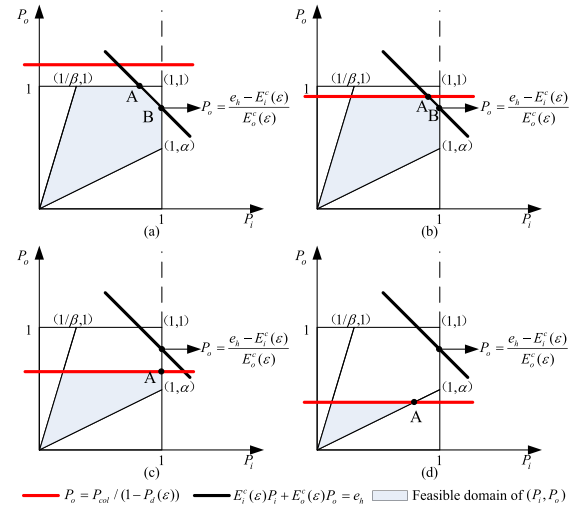 P_o
(1/β,1)
(1,1)
1
A
B
P_o = (e_h − E_i^c(ε)) / E_o^c(ε)
(1,α)
1
P_i
(a)
P_o
(1/β,1)
(1,1)
1
A
B
P_o = (e_h − E_i^c(ε)) / E_o^c(ε)
(1,α)
1
P_i
(b)
P_o
(1/β,1)
(1,1)
1
P_o = (e_h − E_i^c(ε)) / E_o^c(ε)
A
(1,α)
1
P_i
(c)
P_o
(1/β,1)
(1,1)
1
P_o = (e_h − E_i^c(ε)) / E_o^c(ε)
(1,α)
A
1
P_i
(d)
P_o = P_col / (1−P_d(ε))
E_i^c(ε)P_i + E_o^c(ε)P_o = e_h
Feasible domain of (P_i, P_o)